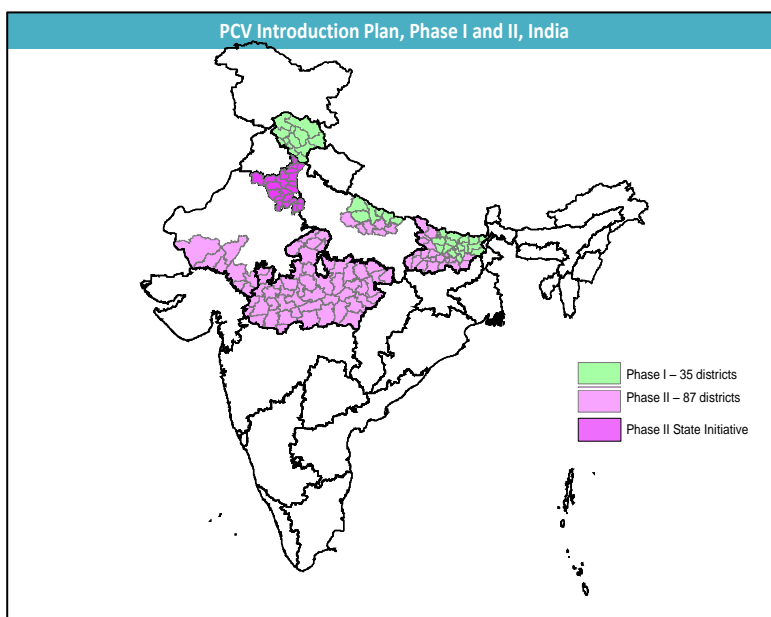 PCV Introduction Plan, Phase I and II, India
Phase I – 35 districts
Phase II – 87 districts
Phase II State Initiative